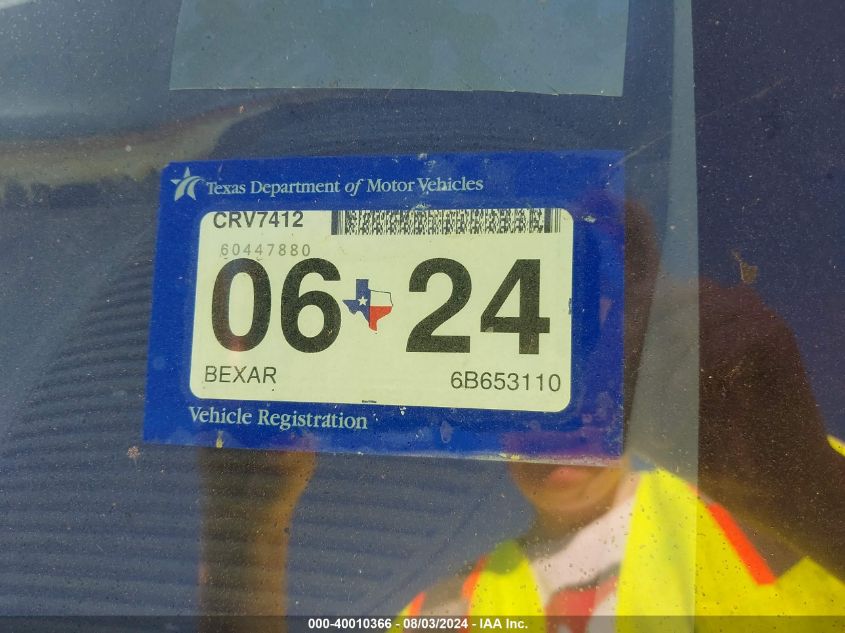 Texas Department of Motor Vehicles
CRV7412
60447880
06 24
BEXAR 6B653110
Vehicle Registration
000-40010366 - 08/03/2024 - IAA Inc.